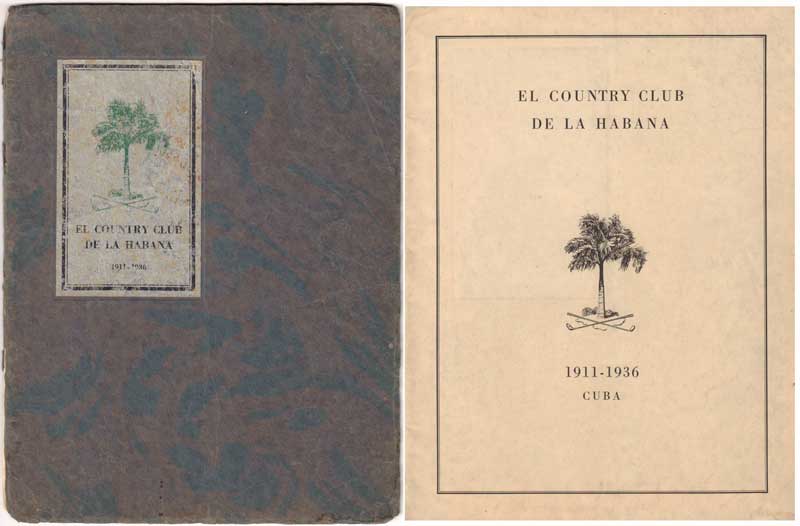 EL COUNTRY CLUB
DE LA HABANA
1911-1936
EL COUNTRY CLUB
DE LA HABANA
1911-1936
CUBA